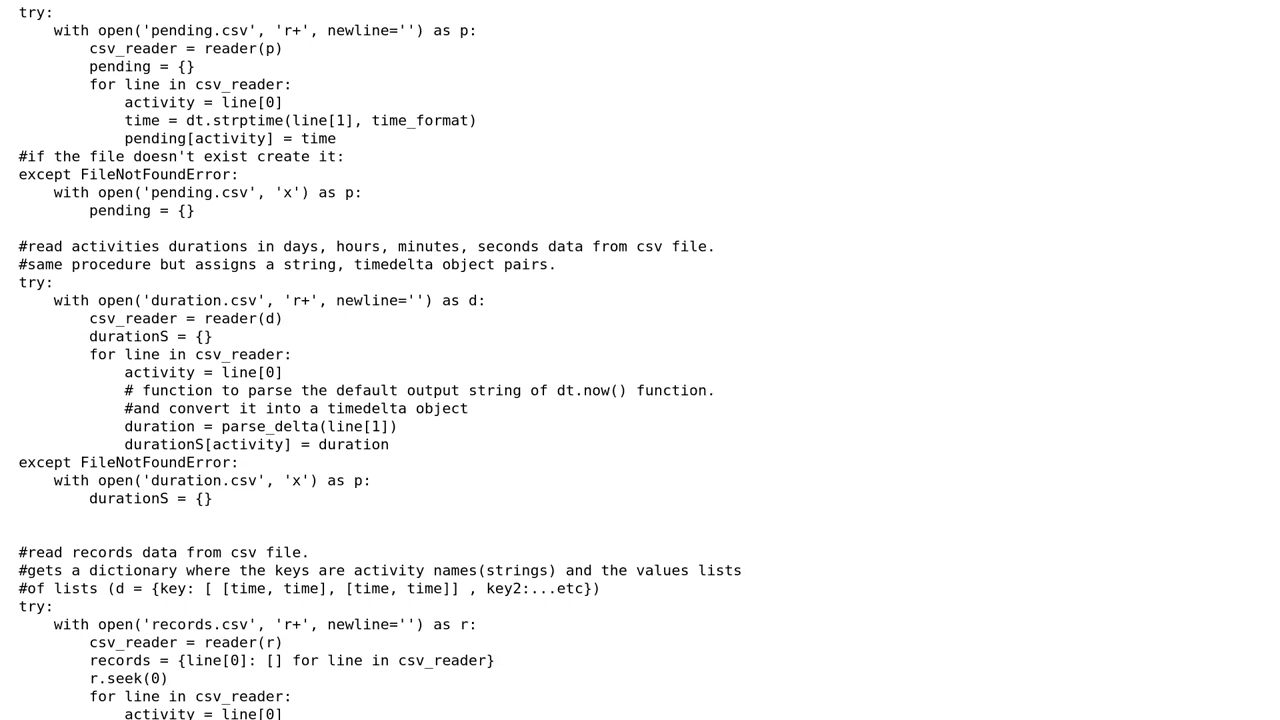 try:
    with open('pending.csv', 'r+', newline='') as p:
        csv_reader = reader(p)
        pending = {}
        for line in csv_reader:
            activity = line[0]
            time = dt.strptime(line[1], time_format)
            pending[activity] = time
#if the file doesn't exist create it:
except FileNotFoundError:
    with open('pending.csv', 'x') as p:
        pending = {}

#read activities durations in days, hours, minutes, seconds data from csv file.
#same procedure but assigns a string, timedelta object pairs.
try:
    with open('duration.csv', 'r+', newline='') as d:
        csv_reader = reader(d)
        durationS = {}
        for line in csv_reader:
            activity = line[0]
            # function to parse the default output string of dt.now() function.
            #and convert it into a timedelta object
            duration = parse_delta(line[1])
            durationS[activity] = duration
except FileNotFoundError:
    with open('duration.csv', 'x') as p:
        durationS = {}


#read records data from csv file.
#gets a dictionary where the keys are activity names(strings) and the values lists
#of lists (d = {key: [ [time, time], [time, time]] , key2:...etc})
try:
    with open('records.csv', 'r+', newline='') as r:
        csv_reader = reader(r)
        records = {line[0]: [] for line in csv_reader}
        r.seek(0)
        for line in csv_reader:
            activity = line[0]